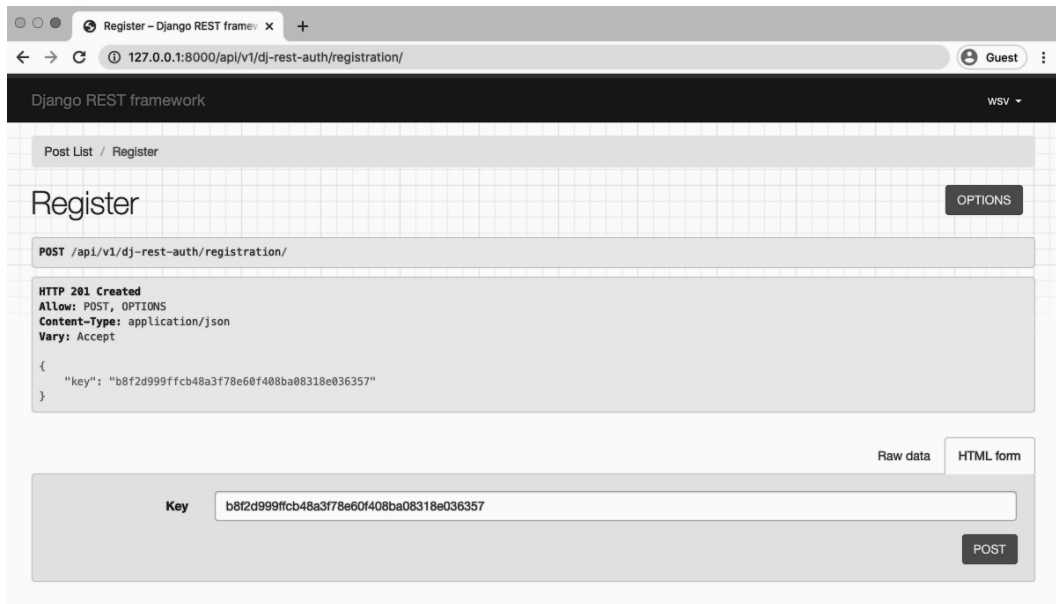 Register – Django REST framew
127.0.0.1:8000/api/v1/dj-rest-auth/registration/
Guest
Django REST framework
wsv
Post List / Register
Register
OPTIONS
POST /api/v1/dj-rest-auth/registration/
HTTP 201 Created
Allow: POST, OPTIONS
Content-Type: application/json
Vary: Accept
{
"key": "b8f2d999ffcb48a3f78e60f408ba08318e036357"
}
Raw data
HTML form
Key
b8f2d999ffcb48a3f78e60f408ba08318e036357
POST